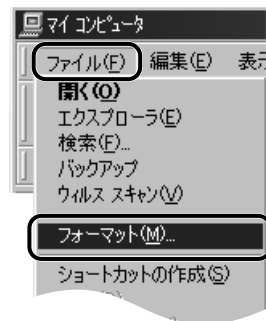 マイ コンピュータ
ファイル(F) 編集(E)
開く(O)
エクスプローラ(E)
検索(F)...
バックアップ
ウィルス スキャン(V)
フォーマット(M)...
ショートカットの作成(S)